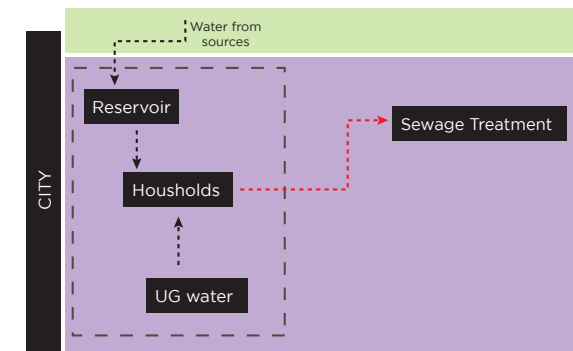 Water from
sources
Reservoir
Sewage Treatment
Housholds
UG water
CITY